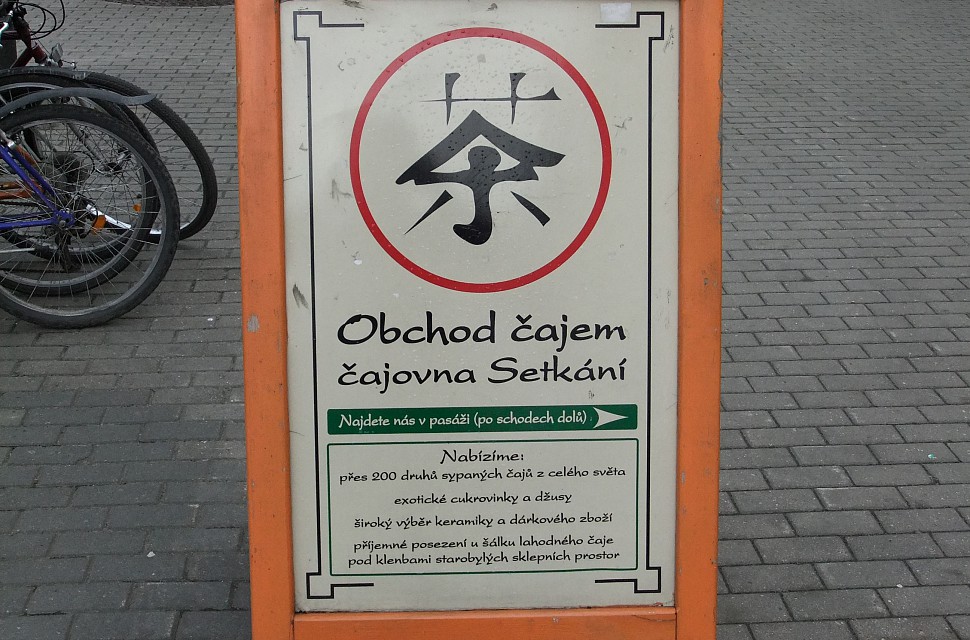 茶
Obchod čajem
čajovna Setkání
Najdete nás v pasáži (po schodech dolů)
Nabízíme:
přes 200 druhů sypaných čajů z celého světa
exotické cukrovinky a džusy
široký výběr keramiky a dárkového zboží
příjemné posezení u šálku lahodného čaje
pod klenbami starobylých sklepních prostor